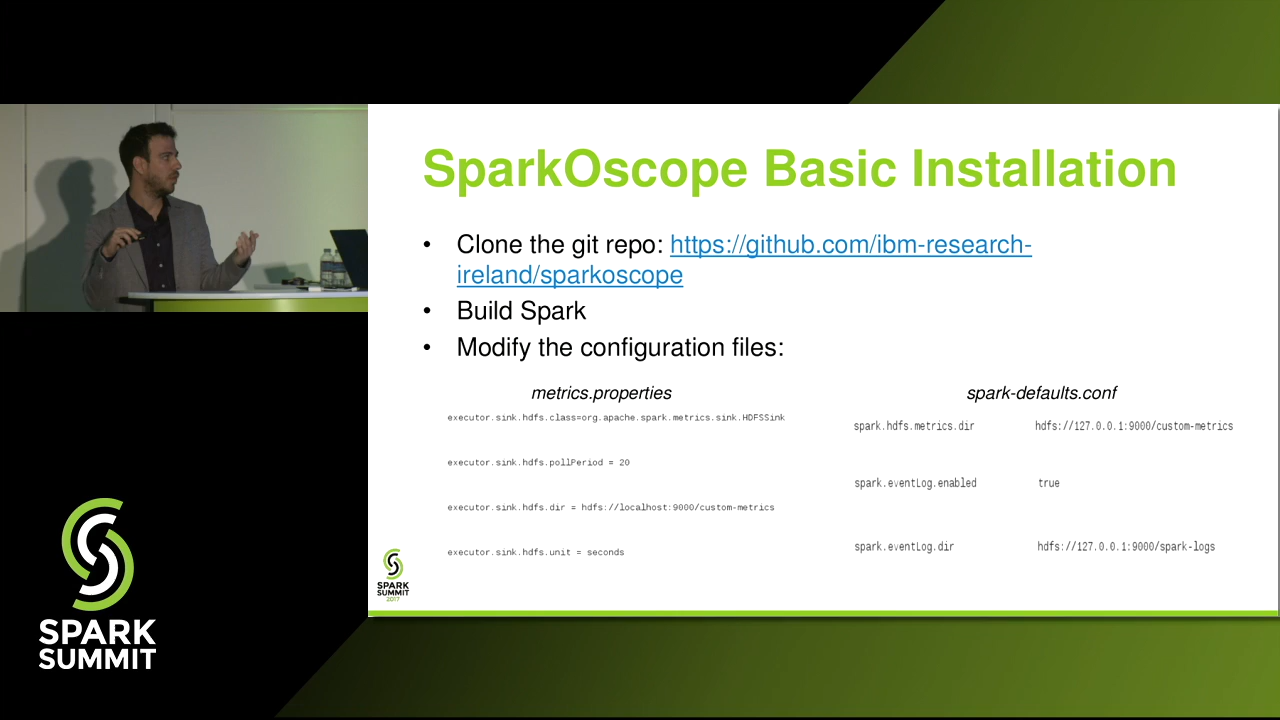 SparkOscope Basic Installation
• Clone the git repo: https://github.com/ibm-research-
ireland/sparkoscope
• Build Spark
• Modify the configuration files:
metrics.properties
executor.sink.hdfs.class=org.apache.spark.metrics.sink.HDFSSink
executor.sink.hdfs.pollPeriod = 20
executor.sink.hdfs.dir = hdfs://localhost:9000/custom-metrics
executor.sink.hdfs.unit = seconds
spark-defaults.conf
spark.hdfs.metrics.dir hdfs://127.0.0.1:9000/custom-metrics
spark.eventLog.enabled true
spark.eventLog.dir hdfs://127.0.0.1:9000/spark-logs
SPARK
SUMMIT
2017
SPARK
SUMMIT